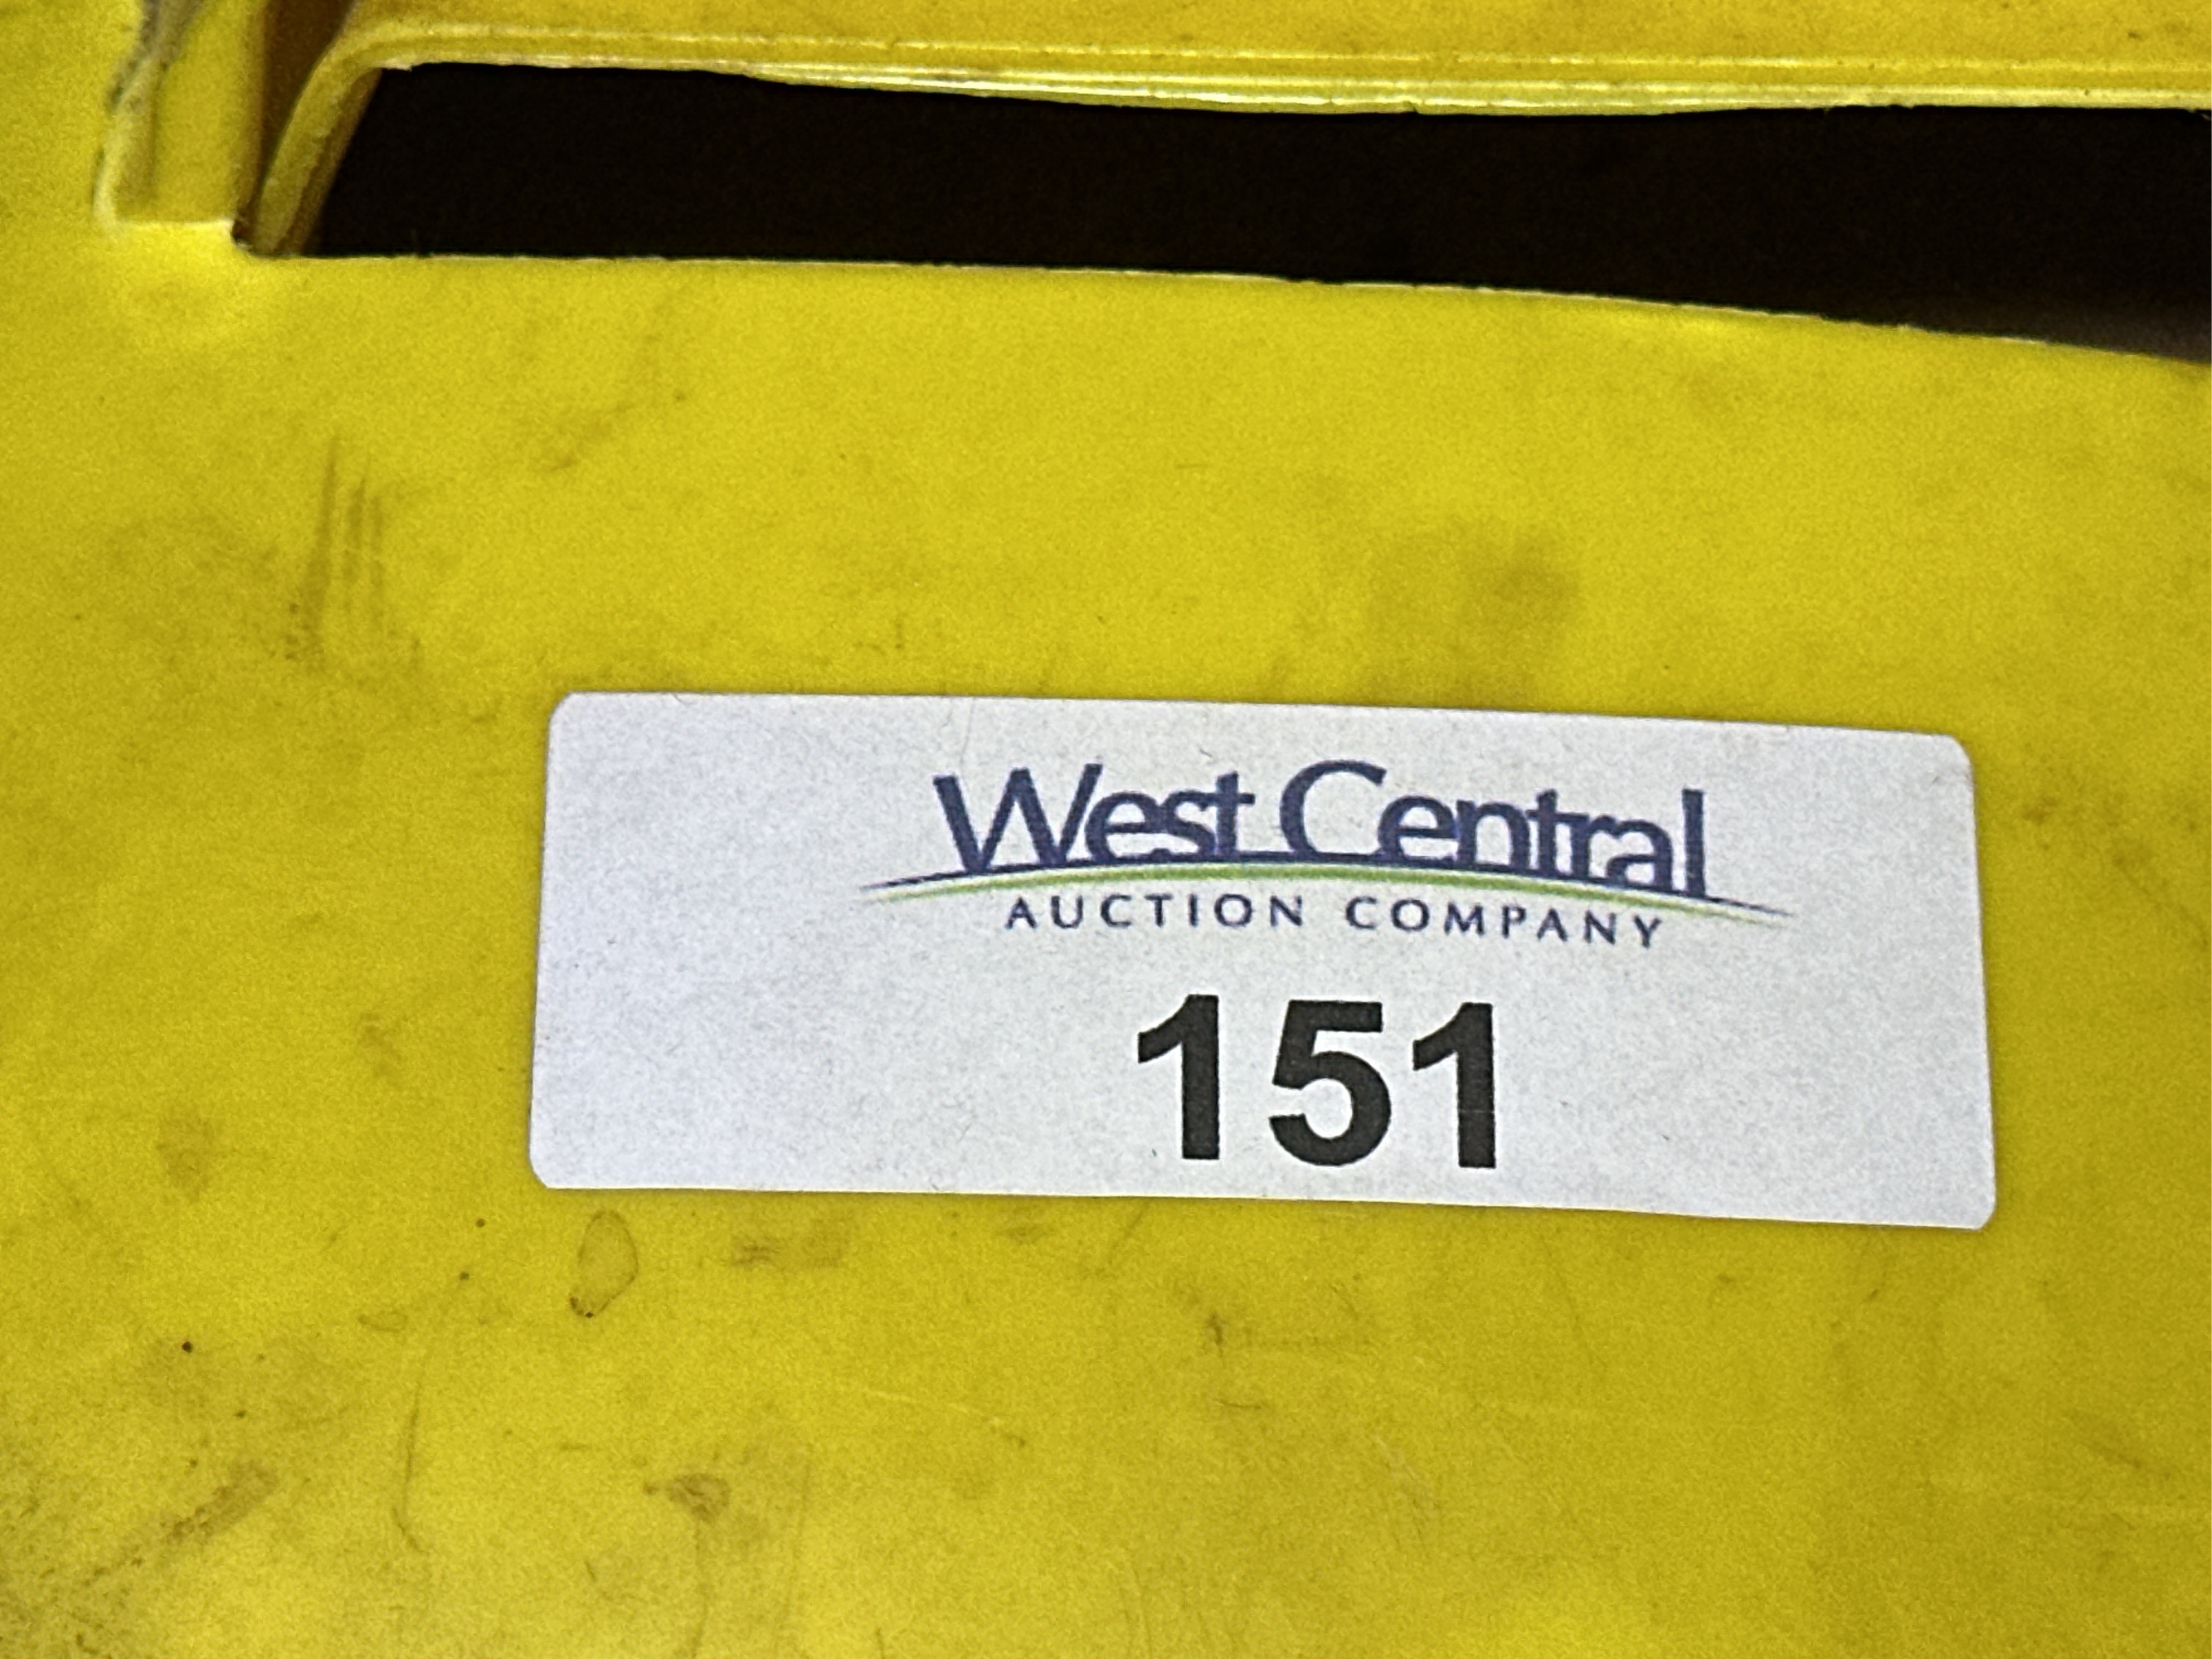 West Central
AUCTION COMPANY
151